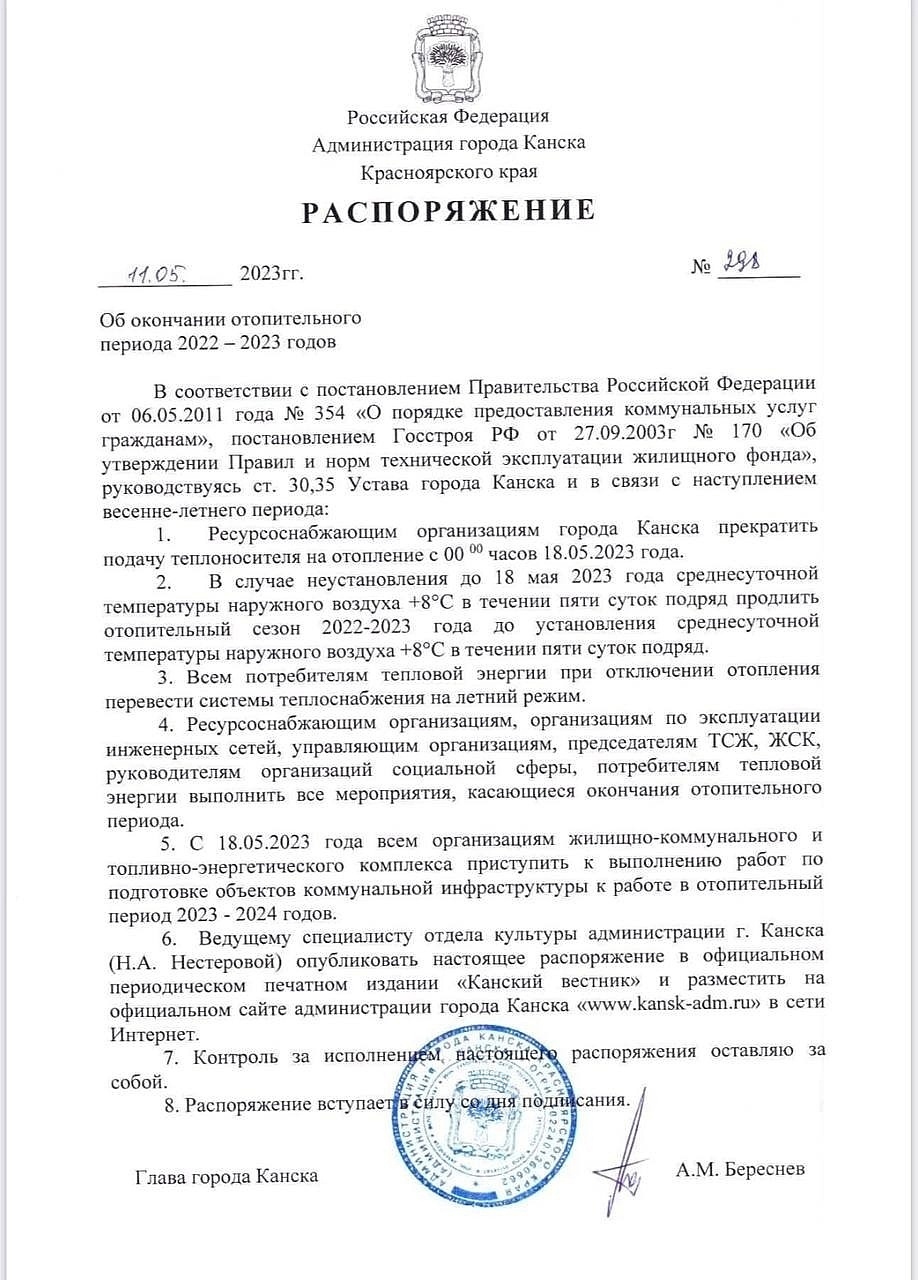 Российская Федерация
Администрация города Канска
Красноярского края
РАСПОРЯЖЕНИЕ
11.05. 2023гг. № 298
Об окончании отопительного
периода 2022 – 2023 годов
В соответствии с постановлением Правительства Российской Федерации
от 06.05.2011 года № 354 «О порядке предоставления коммунальных услуг
гражданам», постановлением Госстроя РФ от 27.09.2003г № 170 «Об
утверждении Правил и норм технической эксплуатации жилищного фонда»,
руководствуясь ст. 30,35 Устава города Канска и в связи с наступлением
весенне-летнего периода:
1. Ресурсоснабжающим организациям города Канска прекратить
подачу теплоносителя на отопление с 00 00 часов 18.05.2023 года.
2. В случае неустановления до 18 мая 2023 года среднесуточной
температуры наружного воздуха +8°С в течении пяти суток подряд продлить
отопительный сезон 2022-2023 года до установления среднесуточной
температуры наружного воздуха +8°С в течении пяти суток подряд.
3. Всем потребителям тепловой энергии при отключении отопления
перевести системы теплоснабжения на летний режим.
4. Ресурсоснабжающим организациям, организациям по эксплуатации
инженерных сетей, управляющим организациям, председателям ТСЖ, ЖСК,
руководителям организаций социальной сферы, потребителям тепловой
энергии выполнить все мероприятия, касающиеся окончания отопительного
периода.
5. С 18.05.2023 года всем организациям жилищно-коммунального и
топливно-энергетического комплекса приступить к выполнению работ по
подготовке объектов коммунальной инфраструктуры к работе в отопительный
период 2023 - 2024 годов.
6. Ведущему специалисту отдела культуры администрации г. Канска
(Н.А. Нестеровой) опубликовать настоящее распоряжение в официальном
периодическом печатном издании «Канский вестник» и разместить на
официальном сайте администрации города Канска «www.kansk-adm.ru» в сети
Интернет.
7. Контроль за исполнением настоящего распоряжения оставляю за
собой.
8. Распоряжение вступает в силу со дня подписания.
Глава города Канска А.М. Береснев